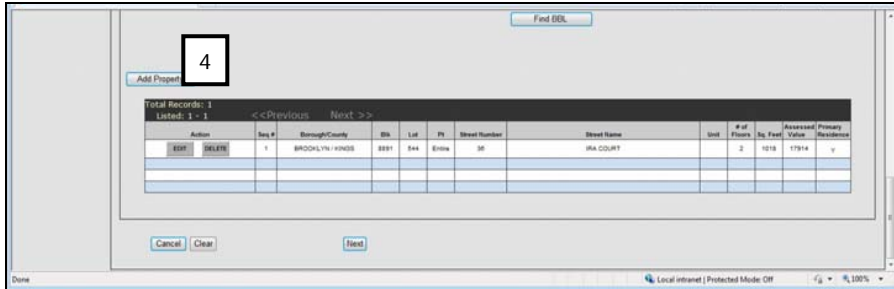 Find BBL
4
Add Property
Total Records: 1
Listed: 1 - 1 <<Previous Next >>
Action Seq # Borough/County Blk Lot Pt Street Number Street Name Unit # of Floors Sq. Feet Assessed Value Primary Residence
EDIT DELETE 1 BROOKLYN / KINGS 8891 544 Entire 36 IRA COURT 2 1018 17914 Y
Cancel Clear Next
Done Local intranet | Protected Mode: Off 100%